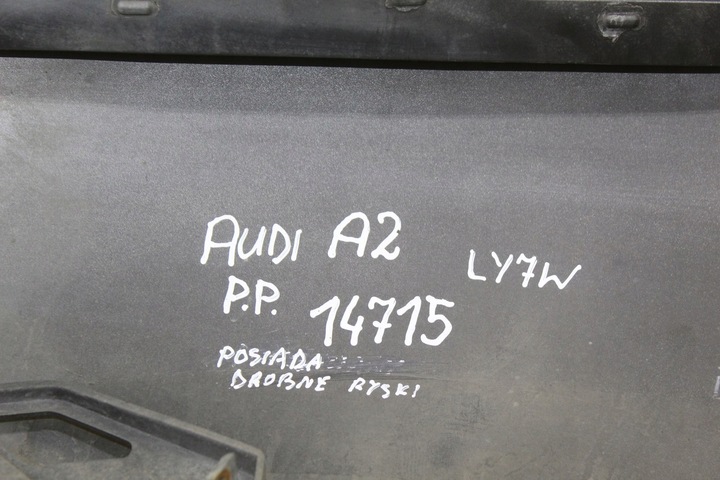 AUDI A2 LY7W
P.P. 14715
POSIADA
DROBNE RYSKI